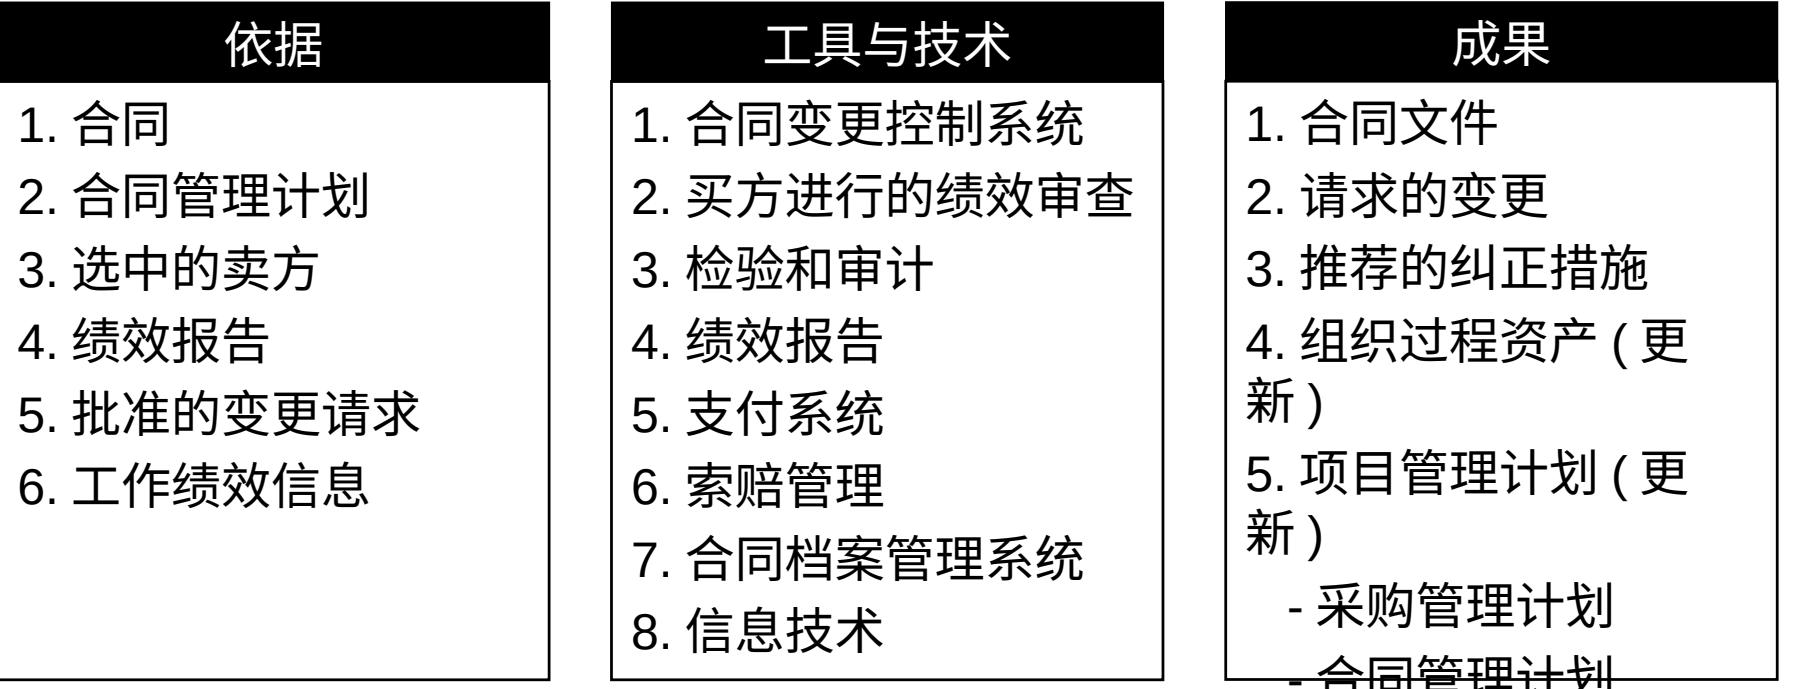 依据
1. 合同
2. 合同管理计划
3. 选中的卖方
4. 绩效报告
5. 批准的变更请求
6. 工作绩效信息
工具与技术
1. 合同变更控制系统
2. 买方进行的绩效审查
3. 检验和审计
4. 绩效报告
5. 支付系统
6. 索赔管理
7. 合同档案管理系统
8. 信息技术
成果
1. 合同文件
2. 请求的变更
3. 推荐的纠正措施
4. 组织过程资产 ( 更
新 )
5. 项目管理计划 ( 更
新 )
- 采购管理计划
- 合同管理计划